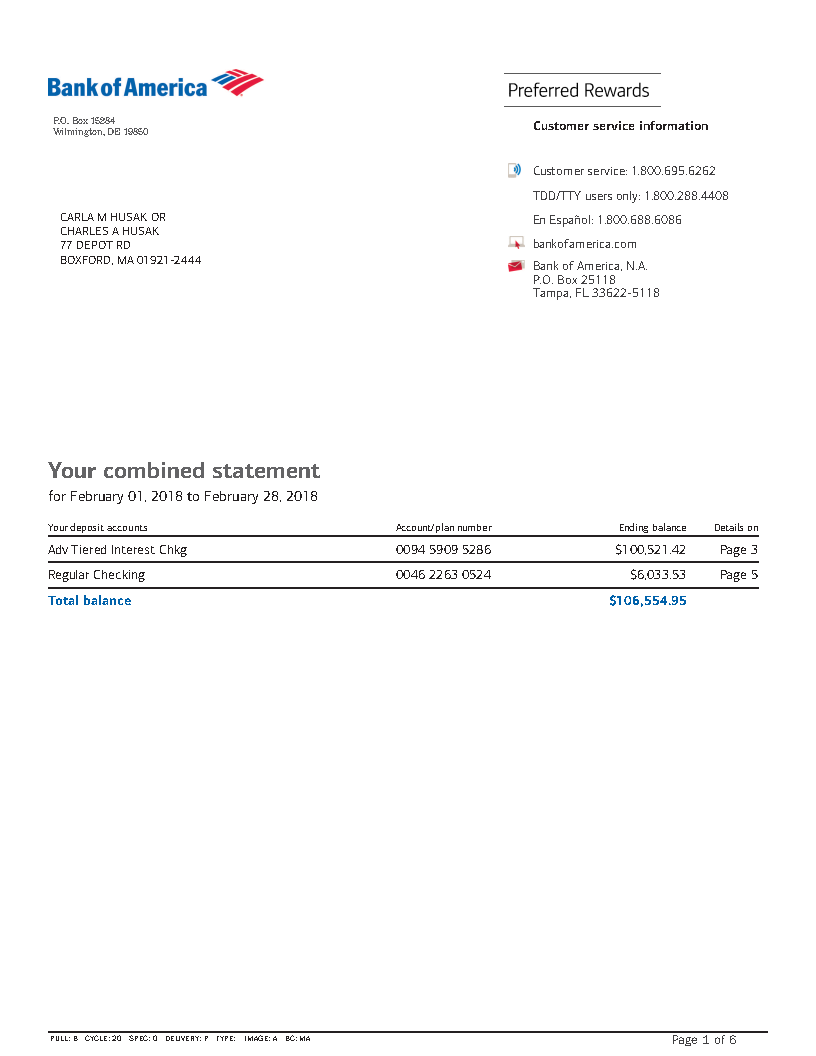 Bank of America
Preferred Rewards
P.O. Box 15284
Wilmington, DE 19850
Customer service information
Customer service: 1.800.695.6262
TDD/TTY users only: 1.800.288.4408
En Español: 1.800.688.6086
bankofamerica.com
Bank of America, N.A.
P.O. Box 25118
Tampa, FL 33622-5118
CARLA M HUSAK OR
CHARLES A HUSAK
77 DEPOT RD
BOXFORD, MA 01921-2444
Your combined statement
for February 01, 2018 to February 28, 2018
Your deposit accounts Account/plan number Ending balance Details on
Adv Tiered Interest Chkg 0094 5909 5286 $100,521.42 Page 3
Regular Checking 0046 2263 0524 $6,033.53 Page 5
Total balance $106,554.95
PULL: B CYCLE: 20 SPEC: 0 DELIVERY: P TYPE: IMAGE: A BC: MA
Page 1 of 6